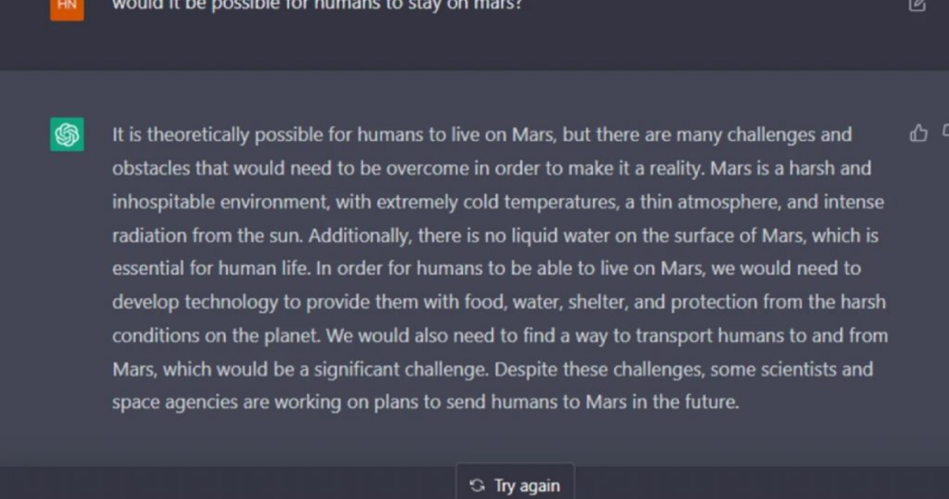 HN
would it be possible for humans to stay on mars?
It is theoretically possible for humans to live on Mars, but there are many challenges and
obstacles that would need to be overcome in order to make it a reality. Mars is a harsh and
inhospitable environment, with extremely cold temperatures, a thin atmosphere, and intense
radiation from the sun. Additionally, there is no liquid water on the surface of Mars, which is
essential for human life. In order for humans to be able to live on Mars, we would need to
develop technology to provide them with food, water, shelter, and protection from the harsh
conditions on the planet. We would also need to find a way to transport humans to and from
Mars, which would be a significant challenge. Despite these challenges, some scientists and
space agencies are working on plans to send humans to Mars in the future.
Try again